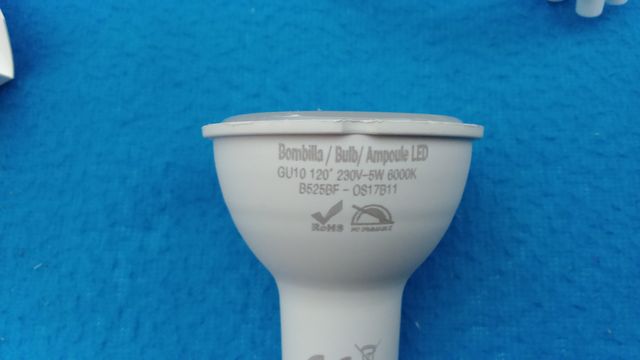 Bombilla / Bulb/ Ampoule LED
GU10 120° 230V-5W 6000K
B525BF - OS17B11
RoHS